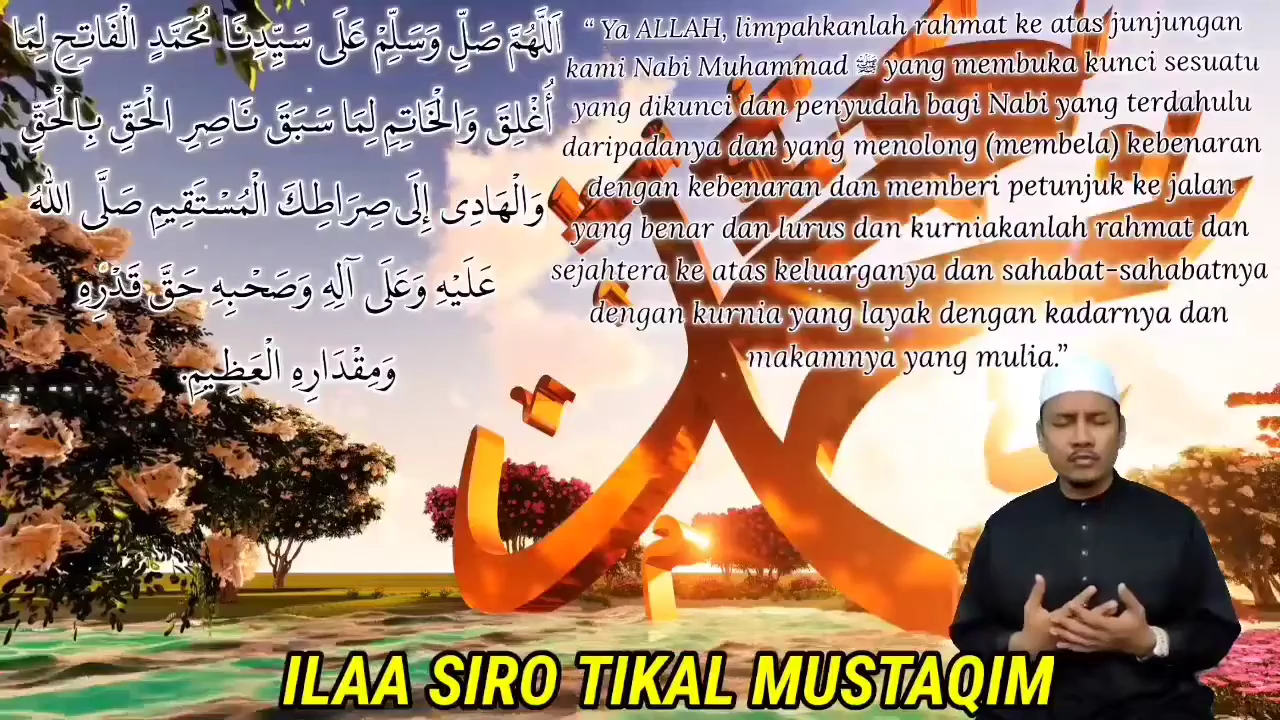 اَللَّهُمَّ صَلِّ وَسَلِّمْ عَلَى سَيِّدِنَا مُحَمَّدٍ الْفَاتِحِ لِمَا
أُغْلِقَ وَالْخَاتِمِ لِمَا سَبَقَ نَاصِرِ الْحَقِّ بِالْحَقِّ
وَالْهَادِى إِلَى صِرَاطِكَ الْمُسْتَقِيمِ صَلَّى اللهُ
عَلَيْهِ وَعَلَى آلِهِ وَصَحْبِهِ حَقَّ قَدْرِهِ
وَمِقْدَارِهِ الْعَظِيمِ.
“ Ya ALLAH, limpahkanlah rahmat ke atas junjungan
kami Nabi Muhammad ﷺ yang membuka kunci sesuatu
yang dikunci dan penyudah bagi Nabi yang terdahulu
daripadanya dan yang menolong (membela) kebenaran
dengan kebenaran dan memberi petunjuk ke jalan
yang benar dan lurus dan kurniakanlah rahmat dan
sejahtera ke atas keluarganya dan sahabat-sahabatnya
dengan kurnia yang layak dengan kadarnya dan
makamnya yang mulia.”
ILAA SIRO TIKAL MUSTAQIM